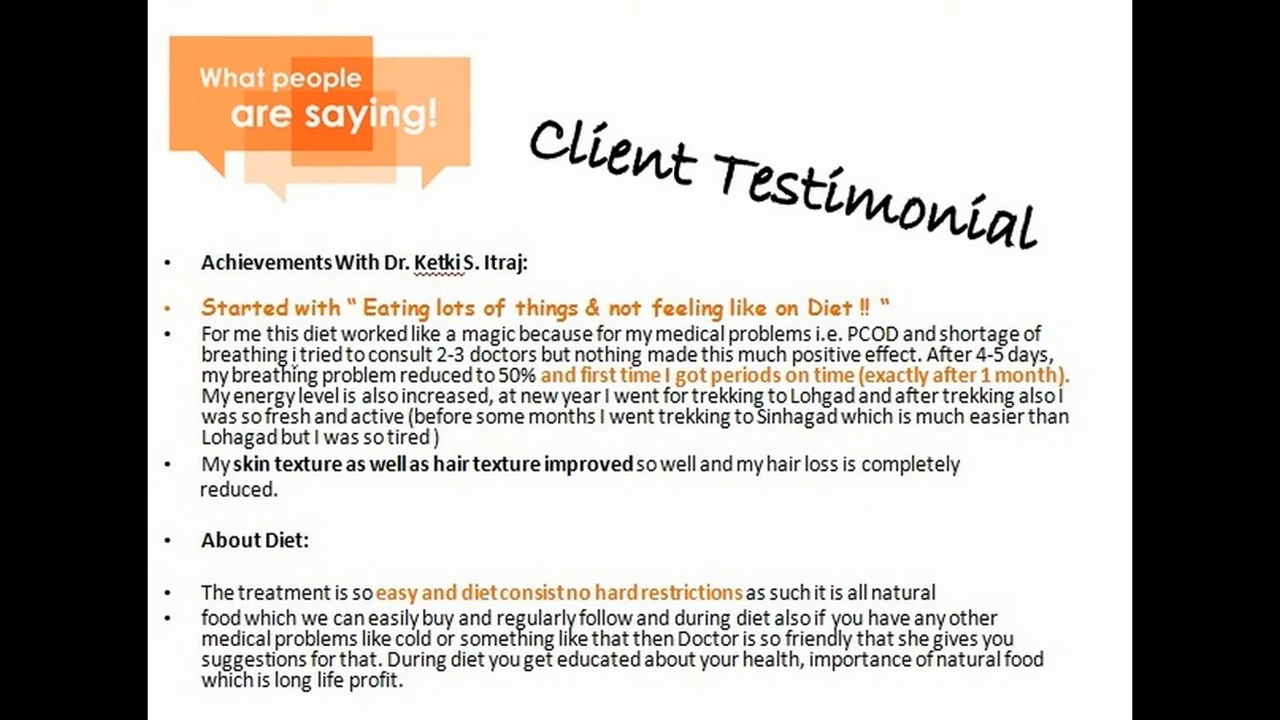 What people
are saying!
Client Testimonial
• Achievements With Dr. Ketki S. Itraj:
• Started with " Eating lots of things & not feeling like on Diet !! "
• For me this diet worked like a magic because for my medical problems i.e. PCOD and shortage of
breathing i tried to consult 2-3 doctors but nothing made this much positive effect. After 4-5 days,
my breathing problem reduced to 50% and first time I got periods on time (exactly after 1 month).
My energy level is also increased, at new year I went for trekking to Lohgad and after trekking also I
was so fresh and active (before some months I went trekking to Sinhagad which is much easier than
Lohagad but I was so tired )
• My skin texture as well as hair texture improved so well and my hair loss is completely
reduced.
• About Diet:
• The treatment is so easy and diet consist no hard restrictions as such it is all natural
• food which we can easily buy and regularly follow and during diet also if you have any other
medical problems like cold or something like that then Doctor is so friendly that she gives you
suggestions for that. During diet you get educated about your health, importance of natural food
which is long life profit.